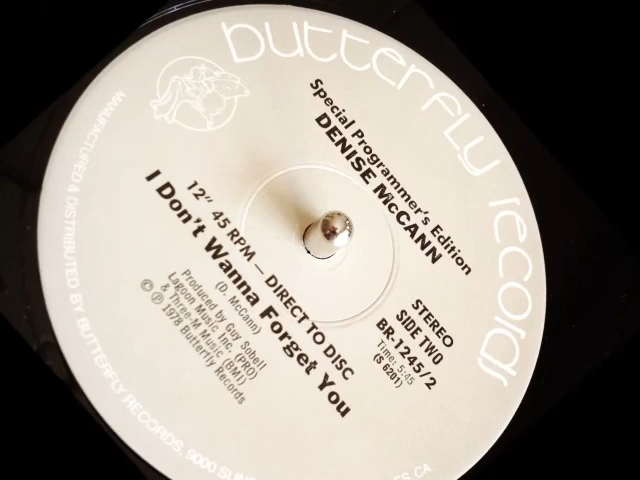 butterfly records
Special Programmer's Edition
DENISE McCANN
STEREO
SIDE TWO
BR-1245/2
Time: 5:45
(S 6201)
12" 45 RPM — DIRECT TO DISC
I Don't Wanna Forget You
(D. McCann)
Produced by Guy Sobell
Lagoon Music Inc. (PRO)
& Three-M Music (BMI)
© ℗ 1978 Butterfly Records
MANUFACTURED & DISTRIBUTED BY BUTTERFLY RECORDS, 9000 CA